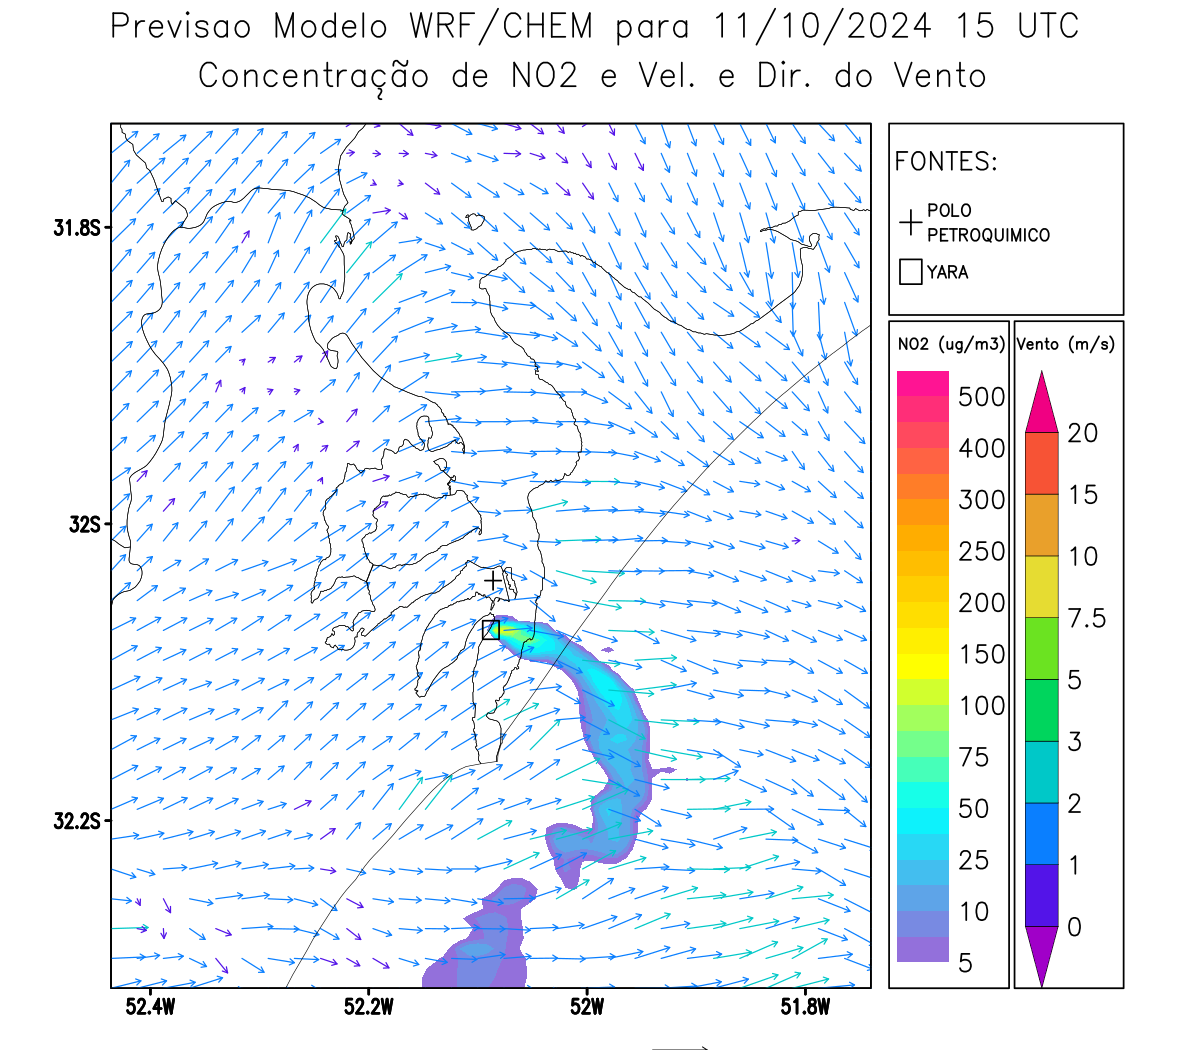 Previsao Modelo WRF/CHEM para 11/10/2024 15 UTC
Concentração de NO2 e Vel. e Dir. do Vento
FONTES:
POLO
PETROQUIMICO
YARA
NO2 (ug/m3)
500
400
300
250
200
150
100
75
50
25
10
5
Vento (m/s)
20
15
10
7.5
5
3
2
1
0
31.8S
32S
32.2S
52.4W
52.2W
52W
51.8W